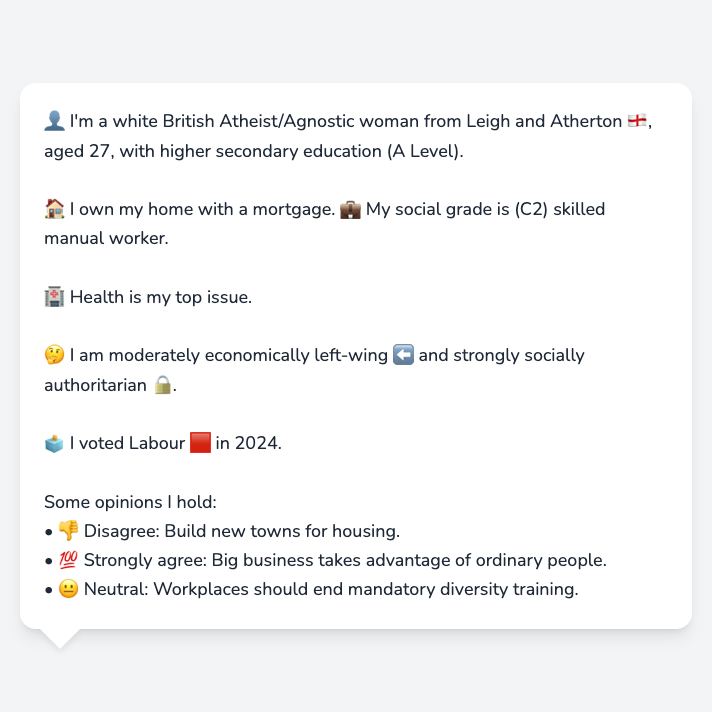 👤 I'm a white British Atheist/Agnostic woman from Leigh and Atherton 🏴󠁧󠁢󠁥󠁮󠁧󠁿,
aged 27, with higher secondary education (A Level).
🏠 I own my home with a mortgage. 💼 My social grade is (C2) skilled
manual worker.
🏥 Health is my top issue.
🤔 I am moderately economically left-wing ⬅️ and strongly socially
authoritarian 🔒.
🗳️ I voted Labour 🟥 in 2024.
Some opinions I hold:
• 👎 Disagree: Build new towns for housing.
• 💯 Strongly agree: Big business takes advantage of ordinary people.
• 😐 Neutral: Workplaces should end mandatory diversity training.